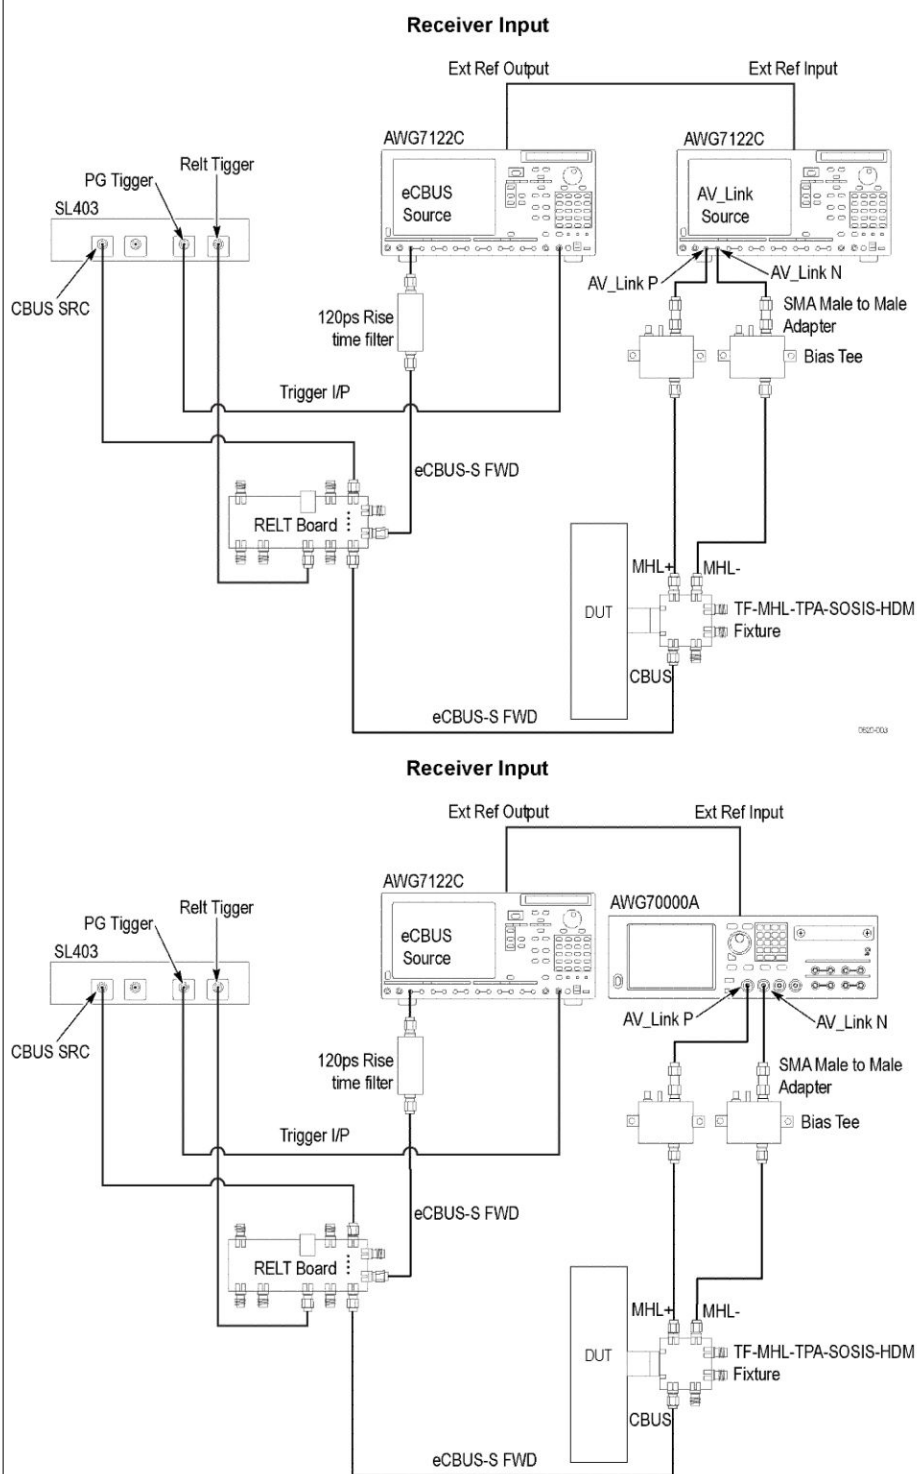 Receiver Input
Ext Ref Output
Ext Ref Input
AWG7122C
AWG7122C
Relt Tigger
PG Tigger
SL403
eCBUS
Source
AV_Link
Source
CBUS SRC
AV_Link P
AV_Link N
120ps Rise
time filter
SMA Male to Male
Adapter
Bias Tee
Trigger I/P
eCBUS-S FWD
RELT Board
MHL+
MHL-
DUT
TF-MHL-TPA-SOSIS-HDM
Fixture
CBUS
eCBUS-S FWD
0820-003
Receiver Input
Ext Ref Output
Ext Ref Input
AWG7122C
AWG70000A
Relt Tigger
PG Tigger
SL403
eCBUS
Source
CBUS SRC
AV_Link P
AV_Link N
120ps Rise
time filter
SMA Male to Male
Adapter
Bias Tee
Trigger I/P
eCBUS-S FWD
RELT Board
MHL+
MHL-
DUT
TF-MHL-TPA-SOSIS-HDM
Fixture
CBUS
eCBUS-S FWD